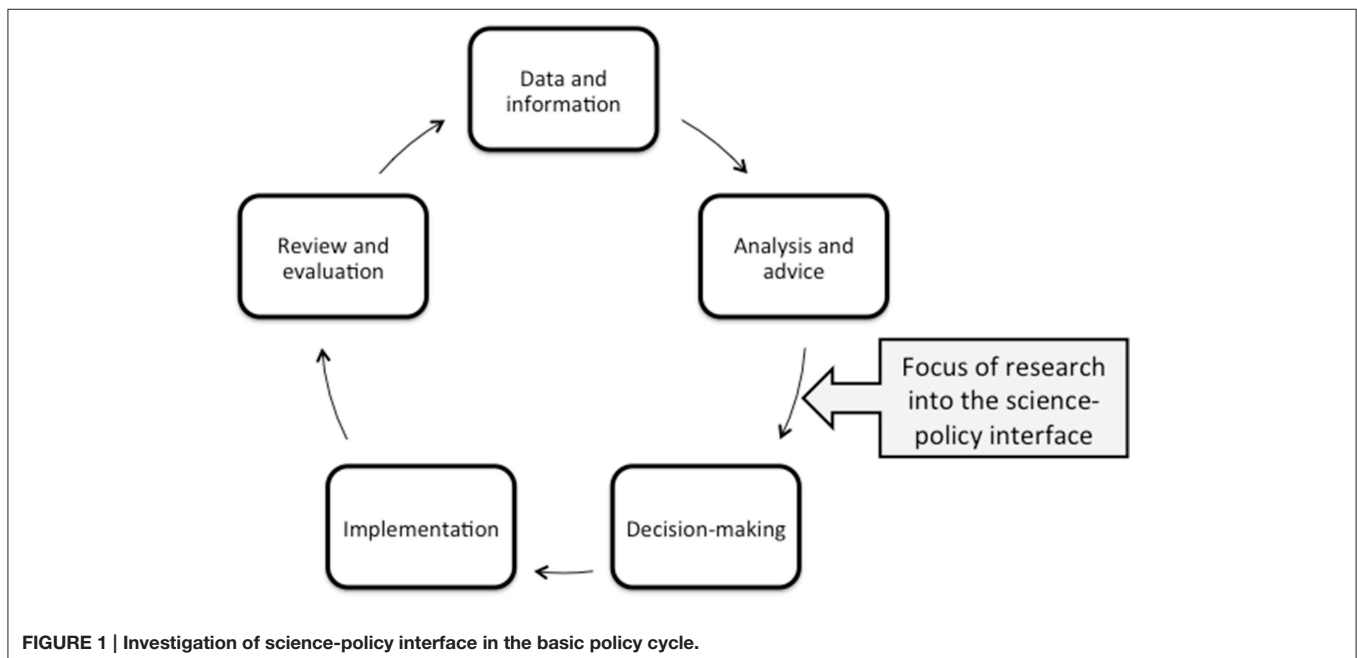 Data and
information
Review and
evaluation
Analysis and
advice
Focus of research
into the science-
policy interface
Implementation
Decision-making
FIGURE 1 | Investigation of science-policy interface in the basic policy cycle.